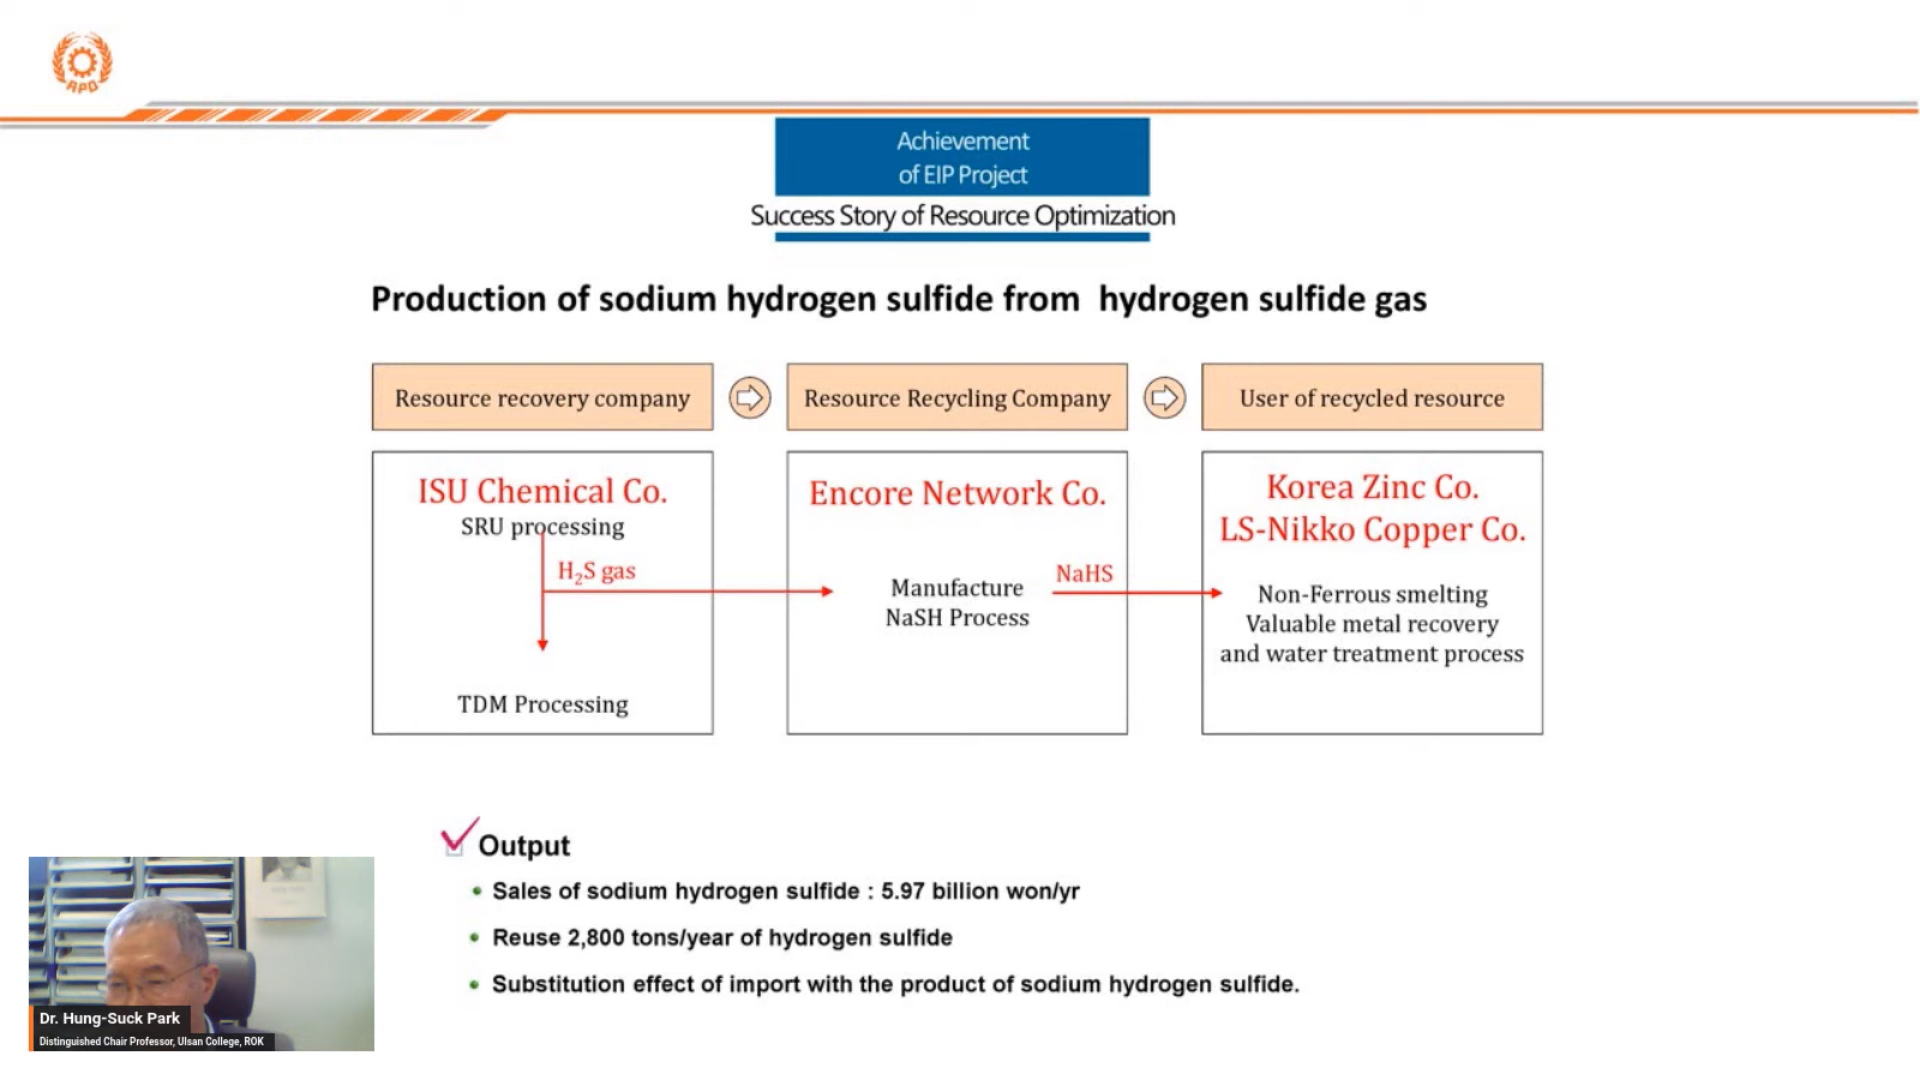 APO
Achievement
of EIP Project
Success Story of Resource Optimization
Production of sodium hydrogen sulfide from hydrogen sulfide gas
Resource recovery company
Resource Recycling Company
User of recycled resource
ISU Chemical Co.
SRU processing
H₂S gas
TDM Processing
Encore Network Co.
Manufacture
NaSH Process
NaHS
Korea Zinc Co.
LS-Nikko Copper Co.
Non-Ferrous smelting
Valuable metal recovery
and water treatment process
Output
• Sales of sodium hydrogen sulfide : 5.97 billion won/yr
• Reuse 2,800 tons/year of hydrogen sulfide
• Substitution effect of import with the product of sodium hydrogen sulfide.
Dr. Hung-Suck Park
Distinguished Chair Professor, Ulsan College, ROK